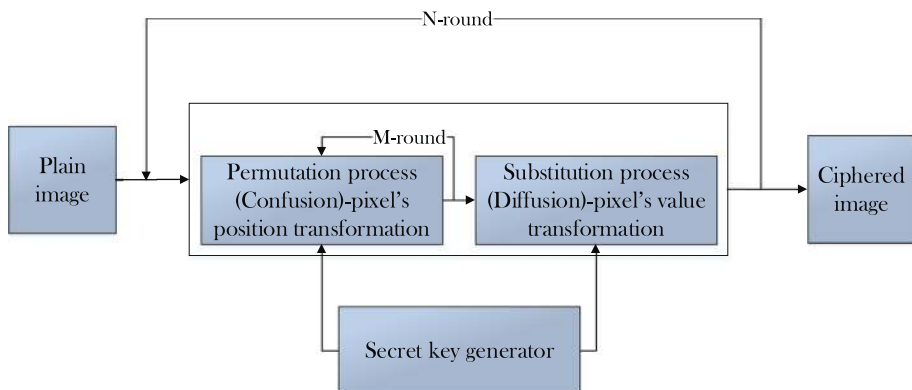 N-round
M-round
Plain
image
Permutation process
(Confusion)-pixel's
position transformation
Substitution process
(Diffusion)-pixel's value
transformation
Ciphered
image
Secret key generator